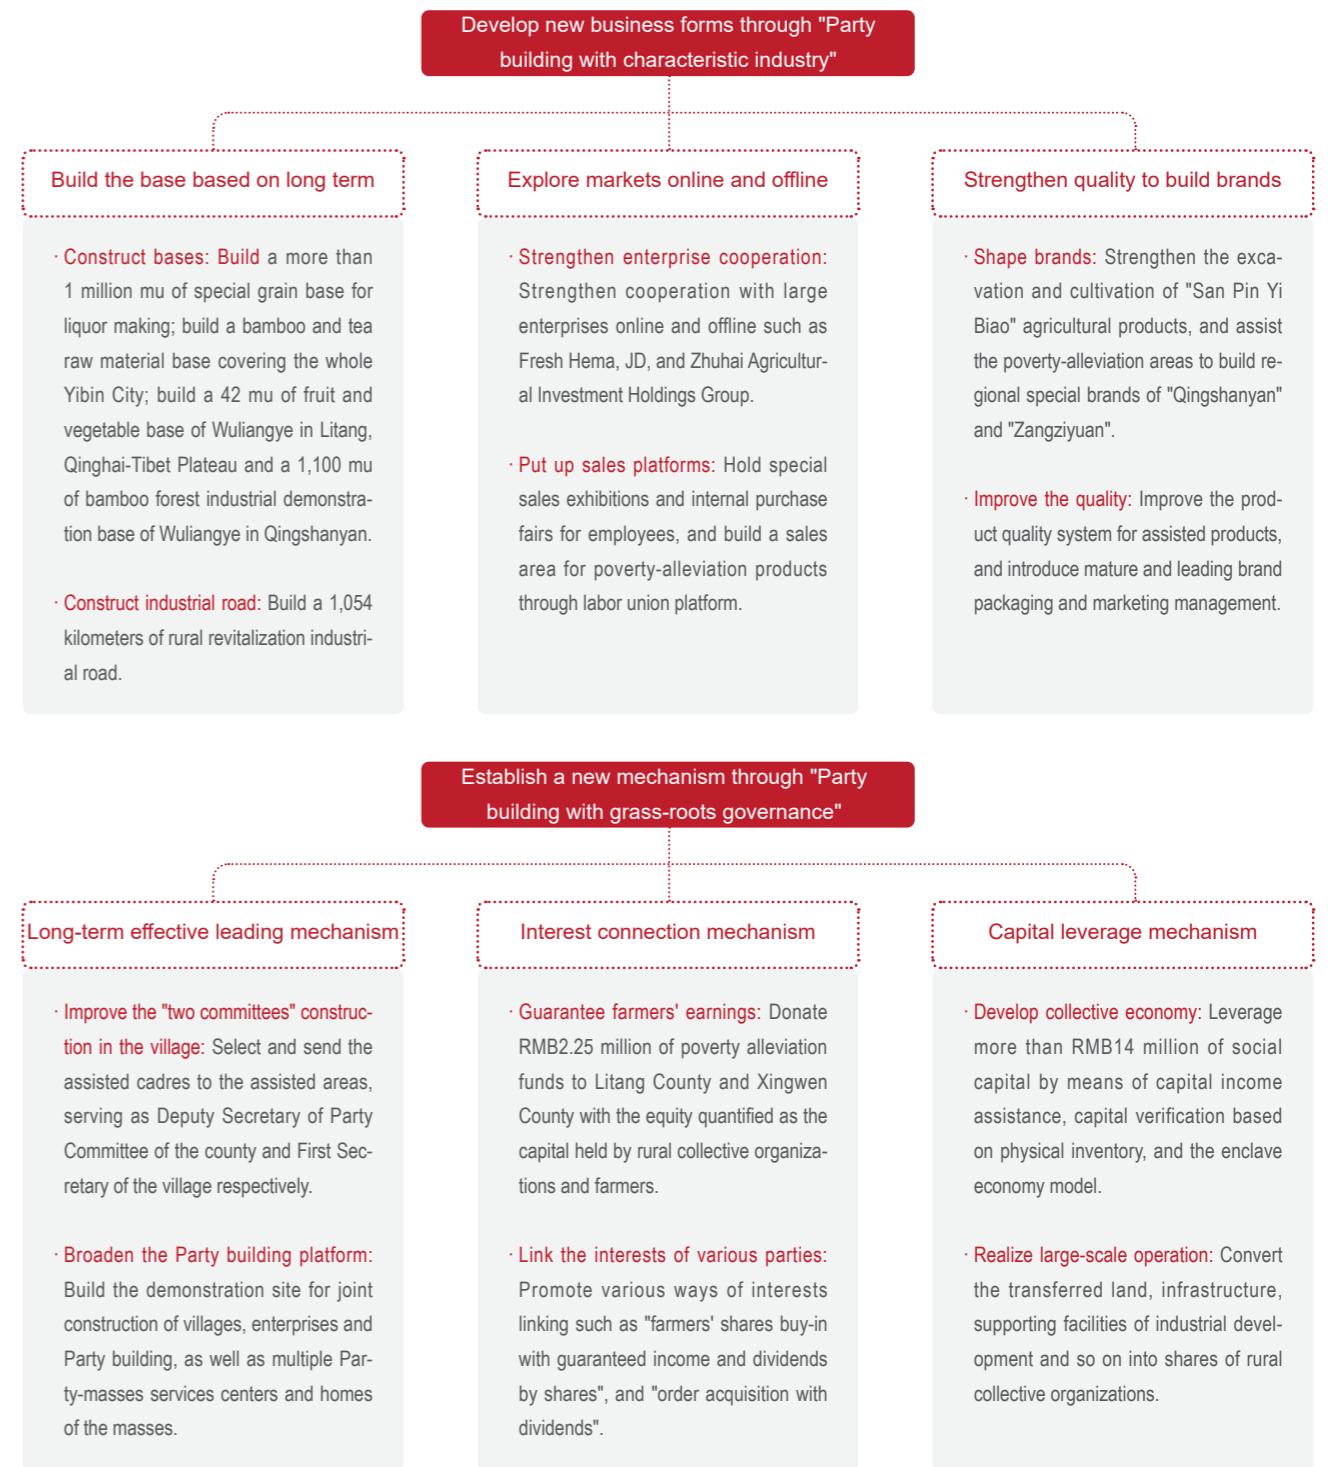 Develop new business forms through "Party
building with characteristic industry"
Build the base based on long term
· Construct bases: Build a more than
1 million mu of special grain base for
liquor making; build a bamboo and tea
raw material base covering the whole
Yibin City; build a 42 mu of fruit and
vegetable base of Wuliangye in Litang,
Qinghai-Tibet Plateau and a 1,100 mu
of bamboo forest industrial demonstra-
tion base of Wuliangye in Qingshanyan.
· Construct industrial road: Build a 1,054
kilometers of rural revitalization industri-
al road.
Explore markets online and offline
· Strengthen enterprise cooperation:
Strengthen cooperation with large
enterprises online and offline such as
Fresh Hema, JD, and Zhuhai Agricultur-
al Investment Holdings Group.
· Put up sales platforms: Hold special
sales exhibitions and internal purchase
fairs for employees, and build a sales
area for poverty-alleviation products
through labor union platform.
Strengthen quality to build brands
· Shape brands: Strengthen the exca-
vation and cultivation of "San Pin Yi
Biao" agricultural products, and assist
the poverty-alleviation areas to build re-
gional special brands of "Qingshanyan"
and "Zangziyuan".
· Improve the quality: Improve the prod-
uct quality system for assisted products,
and introduce mature and leading brand
packaging and marketing management.
Establish a new mechanism through "Party
building with grass-roots governance"
Long-term effective leading mechanism
· Improve the "two committees" construc-
tion in the village: Select and send the
assisted cadres to the assisted areas,
serving as Deputy Secretary of Party
Committee of the county and First Sec-
retary of the village respectively.
· Broaden the Party building platform:
Build the demonstration site for joint
construction of villages, enterprises and
Party building, as well as multiple Par-
ty-masses services centers and homes
of the masses.
Interest connection mechanism
· Guarantee farmers' earnings: Donate
RMB2.25 million of poverty alleviation
funds to Litang County and Xingwen
County with the equity quantified as the
capital held by rural collective organiza-
tions and farmers.
· Link the interests of various parties:
Promote various ways of interests
linking such as "farmers' shares buy-in
with guaranteed income and dividends
by shares", and "order acquisition with
dividends".
Capital leverage mechanism
· Develop collective economy: Leverage
more than RMB14 million of social
capital by means of capital income
assistance, capital verification based
on physical inventory, and the enclave
economy model.
· Realize large-scale operation: Convert
the transferred land, infrastructure,
supporting facilities of industrial devel-
opment and so on into shares of rural
collective organizations.